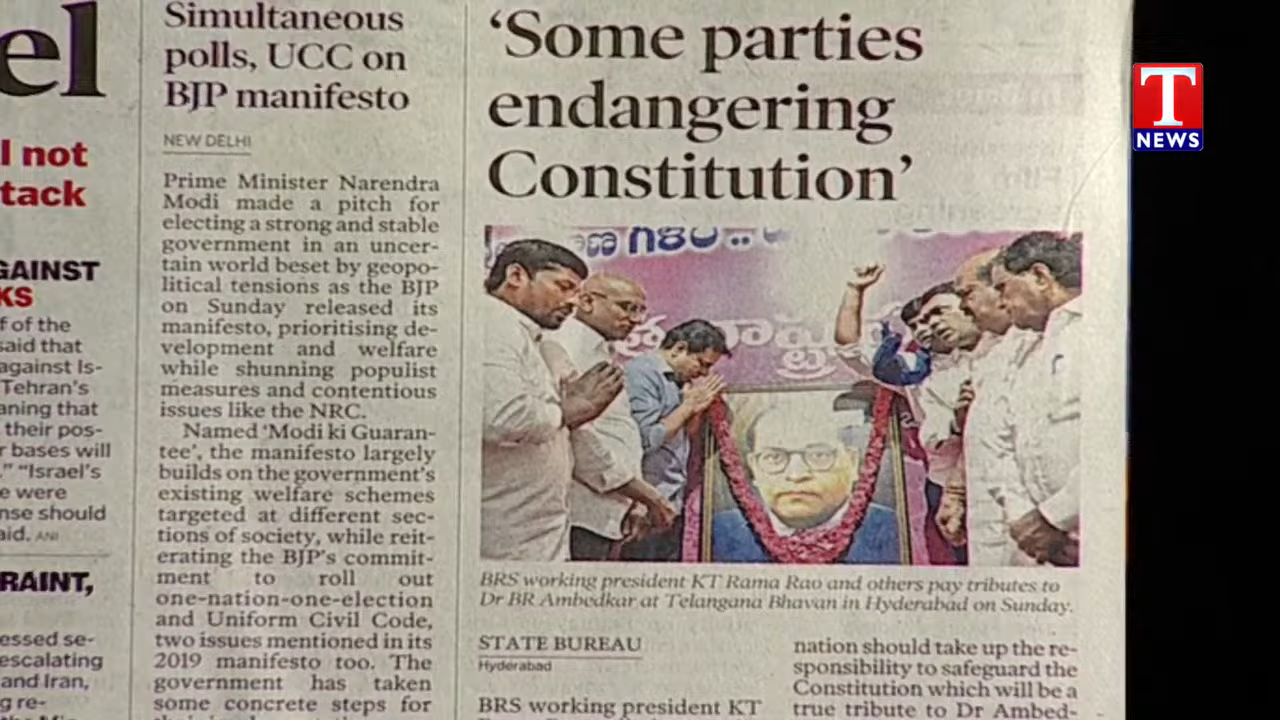 el
l not
tack
GAINST
KS
f of the
said that
against Is-
Tehran's
aning that
their pos-
r bases will
." "Israel's
e were
nse should
aid. ANI
RAINT,
essed se-
escalating
and Iran,
g re-
Simultaneous
polls, UCC on
BJP manifesto
NEW DELHI
Prime Minister Narendra
Modi made a pitch for
electing a strong and stable
government in an uncer-
tain world beset by geopo-
litical tensions as the BJP
on Sunday released its
manifesto, prioritising de-
velopment and welfare
while shunning populist
measures and contentious
issues like the NRC.
Named 'Modi ki Guaran-
tee', the manifesto largely
builds on the government's
existing welfare schemes
targeted at different sec-
tions of society, while reit-
erating the BJP's commit-
ment to roll out
one-nation-one-election
and Uniform Civil Code,
two issues mentioned in its
2019 manifesto too. The
government has taken
some concrete steps for
'Some parties
endangering
Constitution'
BRS working president KT Rama Rao and others pay tributes to
Dr BR Ambedkar at Telangana Bhavan in Hyderabad on Sunday.
STATE BUREAU
Hyderabad
BRS working president KT
nation should take up the re-
sponsibility to safeguard the
Constitution which will be a
true tribute to Dr Ambed-
T
NEWS